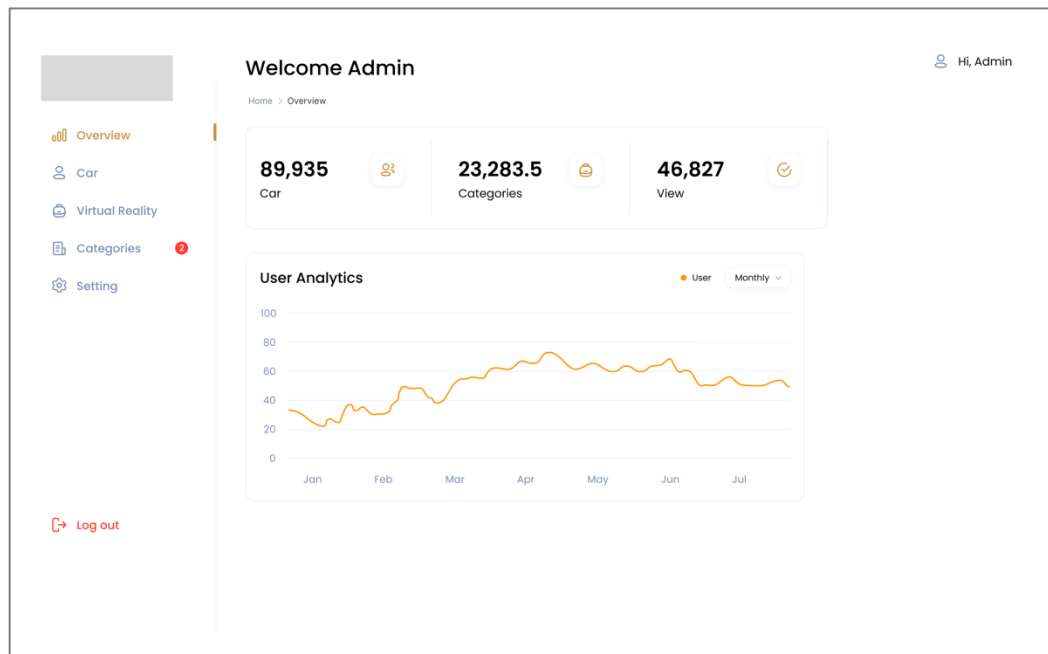 Welcome Admin
Hi, Admin
Home > Overview
Overview
Car
Virtual Reality
Categories 2
Setting
Log out
89,935
Car
23,283.5
Categories
46,827
View
User Analytics
User
Monthly
100
80
60
40
20
0
Jan Feb Mar Apr May Jun Jul